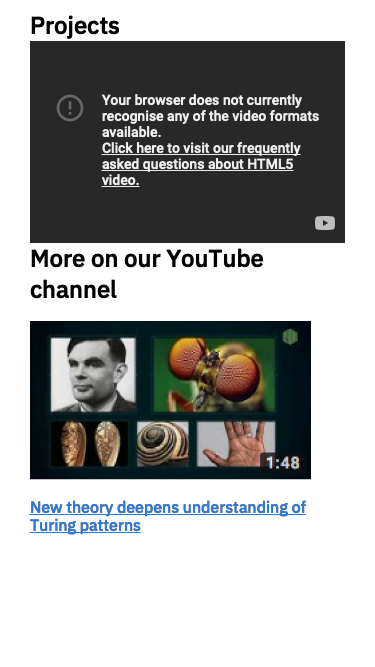 Projects
Your browser does not currently
recognise any of the video formats
available.
Click here to visit our frequently
asked questions about HTML5
video.
More on our YouTube
channel
1:48
New theory deepens understanding of
Turing patterns